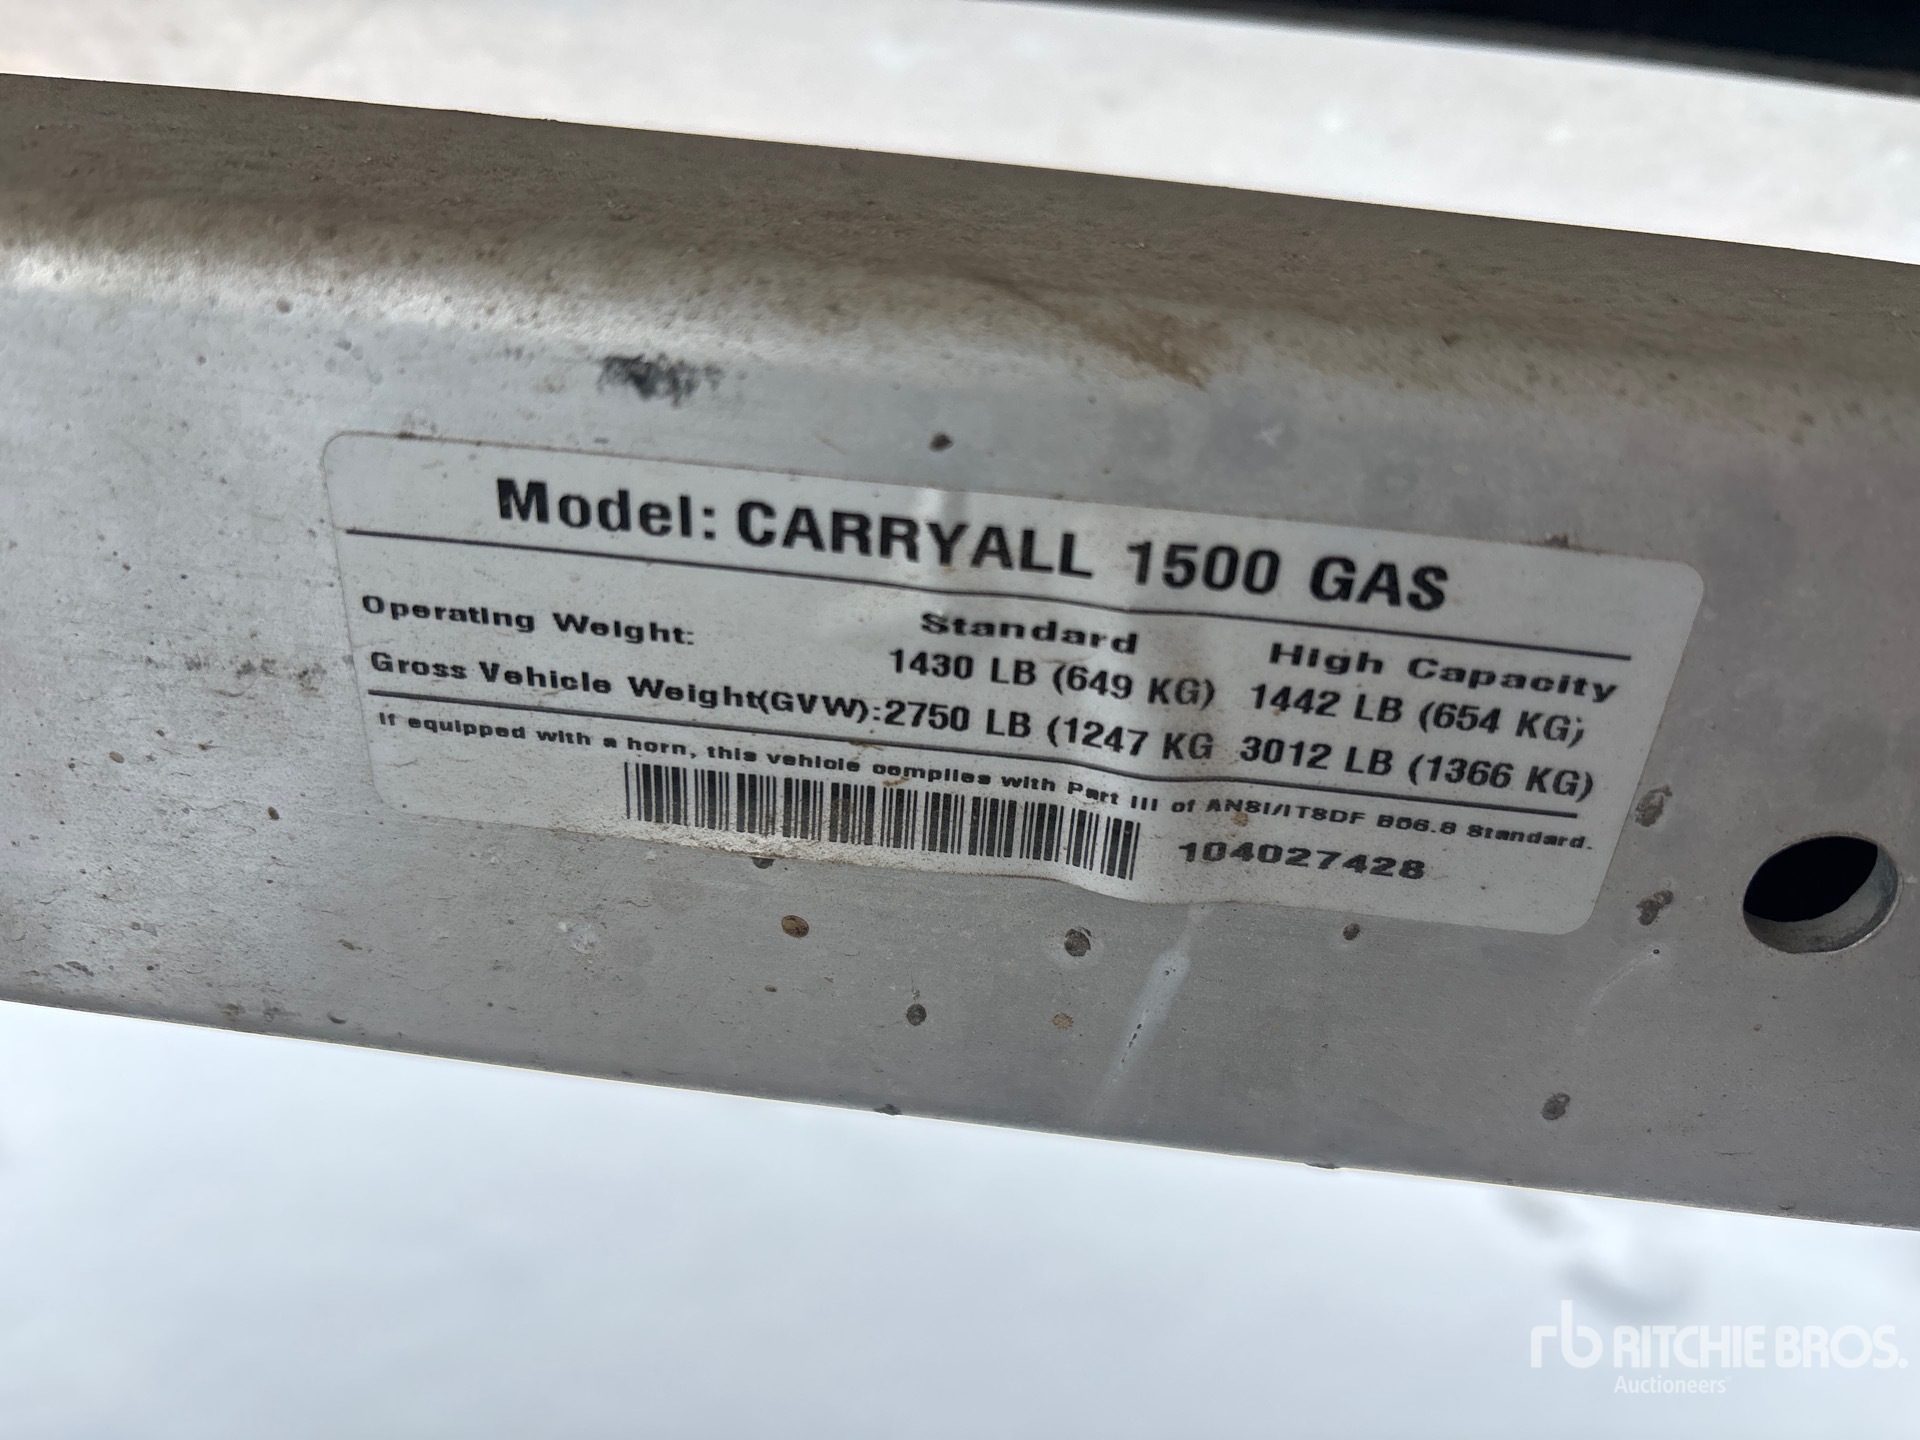 Model: CARRYALL 1500 GAS
Standard High Capacity
Operating Weight: 1430 LB (649 KG) 1442 LB (654 KG)
Gross Vehicle Weight(GVW):2750 LB (1247 KG 3012 LB (1366 KG)
If equipped with a horn, this vehicle complies with Part III of ANSI/ITSDF B56.8 Standard.
104027428
rb RITCHIE BROS.
Auctioneers